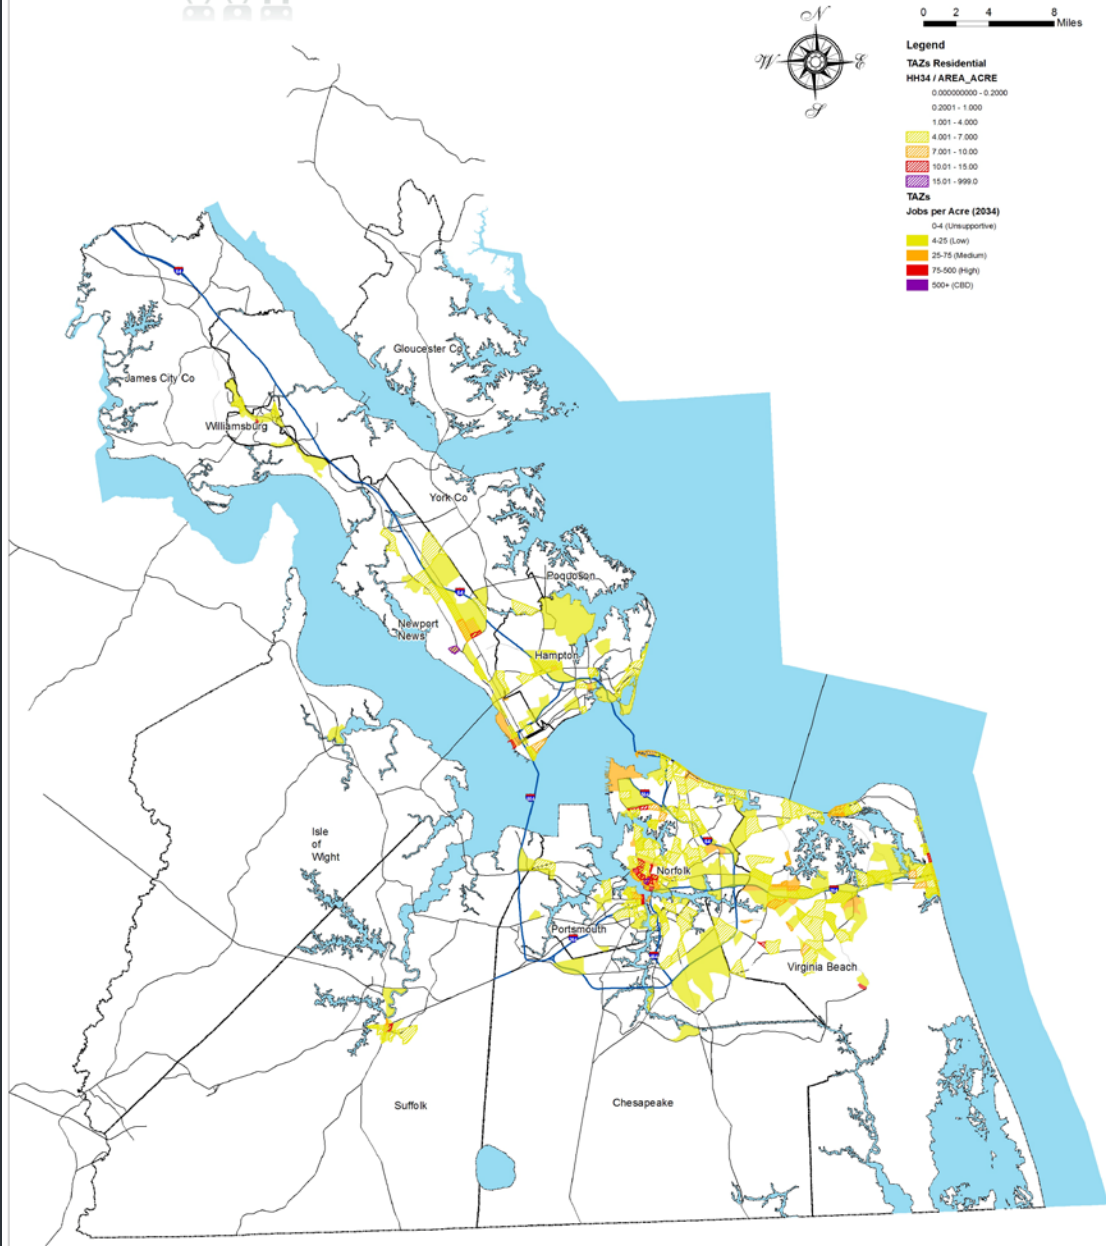 N
W
E
S
0 2 4 8
Miles
Legend
TAZs Residential
HH34 / AREA_ACRE
0.000000000 - 0.2000
0.2001 - 1.000
1.001 - 4.000
4.001 - 7.000
7.001 - 10.00
10.01 - 15.00
15.01 - 999.0
TAZs
Jobs per Acre (2034)
0-4 (Unsupportive)
4-25 (Low)
25-75 (Medium)
75-500 (High)
500+ (CBD)
Gloucester Co
James City Co
Williamsburg
York Co
Poquoson
Newport
News
Hampton
Isle
of
Wight
Norfolk
Portsmouth
Virginia Beach
Suffolk
Chesapeake